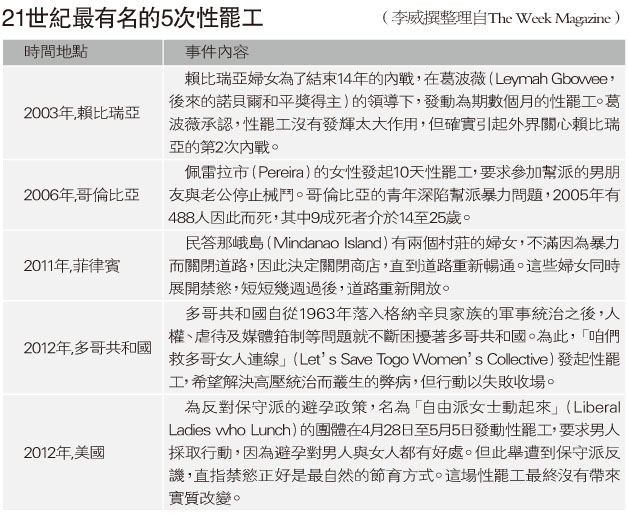 21世紀最有名的5次性罷工
（李威撰整理自The Week Magazine）
時間地點
事件內容
2003年,賴比瑞亞
賴比瑞亞婦女為了結束14年的內戰，在葛波薇（Leymah Gbowee，
後來的諾貝爾和平獎得主）的領導下，發動為期數個月的性罷工。葛
波薇承認，性罷工沒有發揮太大作用，但確實引起外界關心賴比瑞
亞的第2次內戰。
2006年,哥倫比亞
佩雷拉市（Pereira）的女性發起10天性罷工，要求參加幫派的男朋
友與老公停止械鬥。哥倫比亞的青年深陷幫派暴力問題，2005年有
488人因此而死，其中9成死者介於14至25歲。
2011年,菲律賓
民答那峨島（Mindanao Island）有兩個村莊的婦女，不滿因為暴力
而關閉道路，因此決定關閉商店，直到道路重新暢通。這些婦女同時
展開禁慾，短短幾週過後，道路重新開放。
2012年,多哥共和國
多哥共和國自從1963年落入格納辛貝家族的軍事統治之後，人
權、虐待及媒體箝制等問題就不斷困擾著多哥共和國。為此，「咱們
救多哥女人連線」（Let's Save Togo Women's Collective）發起性罷
工，希望解決高壓統治而叢生的弊病，但行動以失敗收場。
2012年,美國
為反對保守派的避孕政策，名為「自由派女士動起來」（Liberal
Ladies who Lunch）的團體在4月28日至5月5日發動性罷工，要求男人
採取行動，因為避孕對男人與女人都有好處。但此舉遭到保守派反
譏，直指禁慾正好是最自然的節育方式。這場性罷工最終沒有帶來
實質改變。